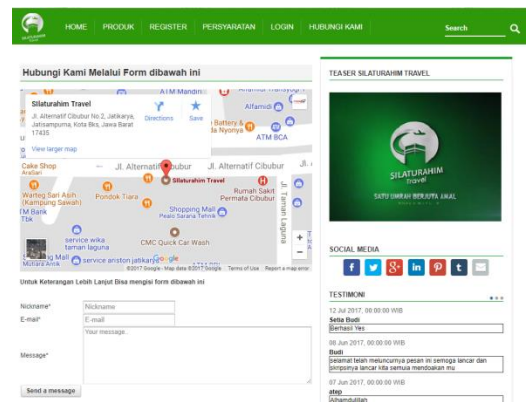 HOME PRODUK REGISTER PERSYARATAN LOGIN HUBUNGI KAMI Search
Hubungi Kami Melalui Form dibawah ini
Silaturahim Travel
Jl. Alternatif Cibubur No.2, Jatikarya,
Jatisampurna, Kota Bks, Jawa Barat
17435
Directions
Save
View larger map
ATM Mandiri
Alfamidi
Battery &
Nyonya
ATM BCA
Cake Shop
Jl. Alternatif Cibubur
Jl. Alternatif Cibubur
Silaturahim Travel
Warteg Sari Asih
(Kampung Sawah)
Pondok Tiara
Rumah Sakit
Permata Cibubur
Jl. Taman Laguna
Shopping Mall
service wika
taman laguna
CMC Quick Car Wash
service ariston jatikarya
Google
©2017 Google - Map data ©2017 Google Terms of Use Report a map error
Untuk Keterangan Lebih Lanjut Bisa mengisi form dibawah ini
Nickname*
Nickname
E-mail*
E-mail
Message*
Your message.
Send a message
TEASER SILATURAHIM TRAVEL
SILATURAHIM
travel
SATU UMRAH BERJUTA AMAL
SOCIAL MEDIA
TESTIMONI
12 Jul 2017, 00:00:00 WIB
Setia Budi
Berhasil Yes
08 Jun 2017, 00:00:00 WIB
Budi
selamat telah meluncurnya pesan ini semoga lancar dan
skripsinya lancar kita semua mendoakan mu
07 Jun 2017, 00:00:00 WIB
atep
Alhamdulillah